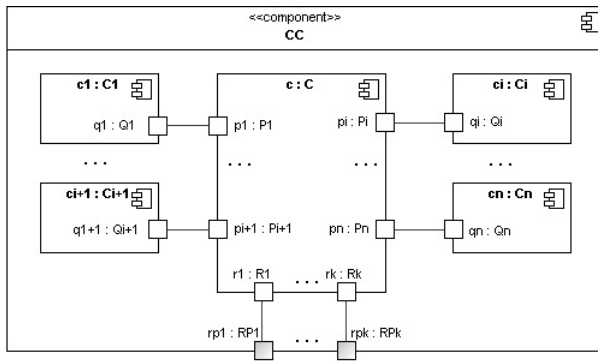 <<component>>
CC
c1 : C1
c : C
ci : Ci
q1 : Q1
p1 : P1
pi : Pi
qi : Qi
. . .
. . .
. . .
. . .
ci+1 : Ci+1
cn : Cn
q1+1 : Qi+1
pi+1 : Pi+1
pn : Pn
qn : Qn
r1 : R1
. . .
rk : Rk
rp1 : RP1
. . .
rpk : RPk